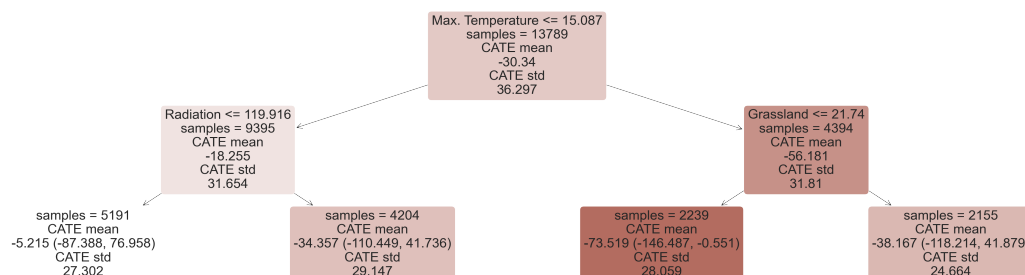 Max. Temperature <= 15.087
samples = 13789
CATE mean
-30.34
CATE std
36.297
Radiation <= 119.916
samples = 9395
CATE mean
-18.255
CATE std
31.654
Grassland <= 21.74
samples = 4394
CATE mean
-56.181
CATE std
31.81
samples = 5191
CATE mean
-5.215 (-87.388, 76.958)
CATE std
27.302
samples = 4204
CATE mean
-34.357 (-110.449, 41.736)
CATE std
29.147
samples = 2239
CATE mean
-73.519 (-146.487, -0.551)
CATE std
28.059
samples = 2155
CATE mean
-38.167 (-118.214, 41.879)
CATE std
24.664